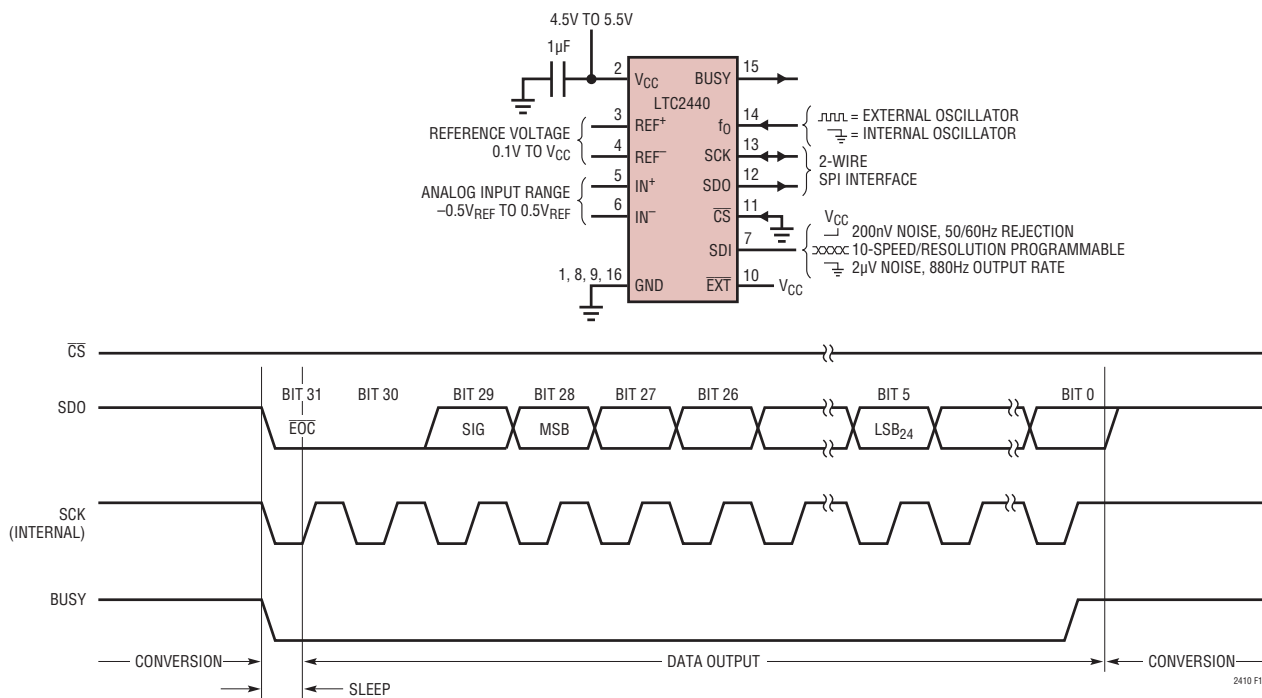 4.5V TO 5.5V
1µF
2
VCC
BUSY
15
LTC2440
REFERENCE VOLTAGE
0.1V TO VCC
3
REF+
4
REF–
fO
14
= EXTERNAL OSCILLATOR
= INTERNAL OSCILLATOR
SCK
13
SDO
12
2-WIRE
SPI INTERFACE
ANALOG INPUT RANGE
–0.5VREF TO 0.5VREF
5
IN+
6
IN–
CS
11
SDI
7
VCC
200nV NOISE, 50/60Hz REJECTION
10-SPEED/RESOLUTION PROGRAMMABLE
2µV NOISE, 880Hz OUTPUT RATE
1, 8, 9, 16
GND
EXT
10
VCC
CS
BIT 31 BIT 30 BIT 29 BIT 28 BIT 27 BIT 26 BIT 5 BIT 0
SDO
EOC SIG MSB LSB24
SCK
(INTERNAL)
BUSY
CONVERSION DATA OUTPUT CONVERSION
SLEEP
2410 F1